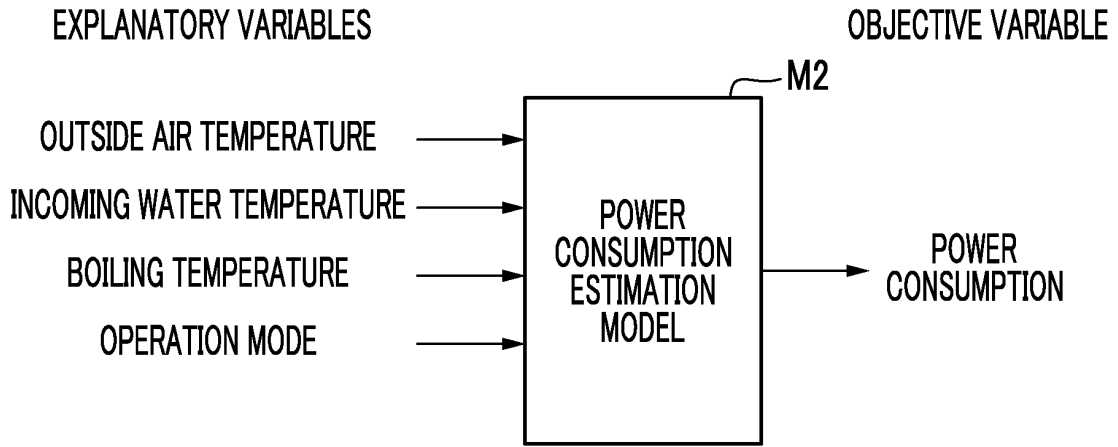 EXPLANATORY VARIABLES
OBJECTIVE VARIABLE
M2
OUTSIDE AIR TEMPERATURE
INCOMING WATER TEMPERATURE
BOILING TEMPERATURE
OPERATION MODE
POWER
CONSUMPTION
ESTIMATION
MODEL
POWER
CONSUMPTION